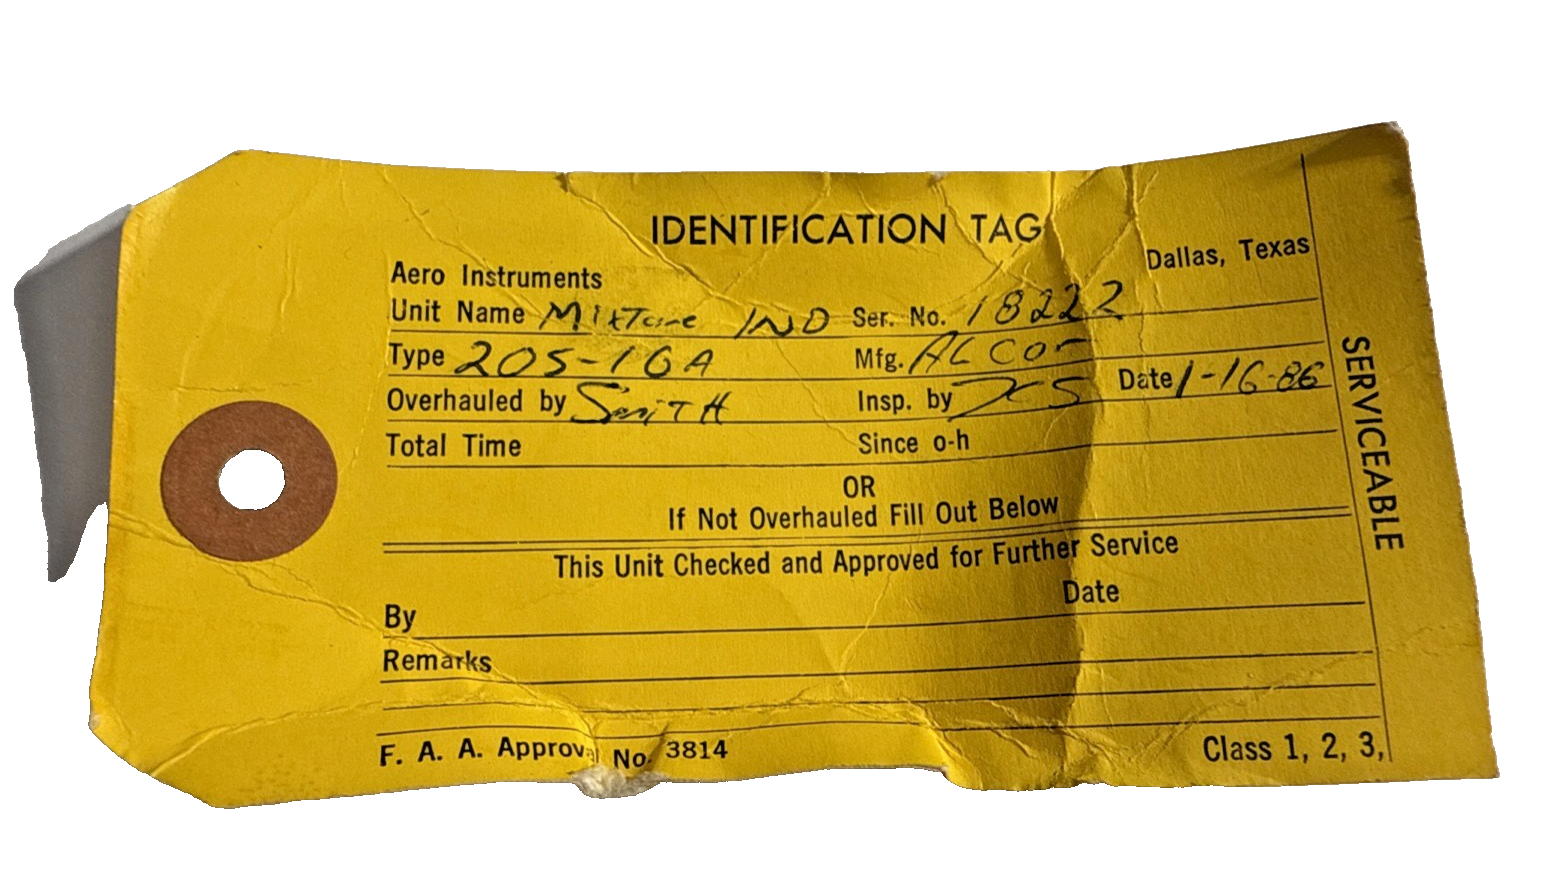 IDENTIFICATION TAG
Aero Instruments Dallas, Texas
Unit Name Mixture IND Ser. No. 18222
Type 205-1GA Mfg. Alcor
Overhauled by Smith Insp. by Date 1-16-86
Total Time Since o-h
OR
If Not Overhauled Fill Out Below
This Unit Checked and Approved for Further Service
By Date
Remarks
F. A. A. Approval No. 3814 Class 1, 2, 3,
SERVICEABLE